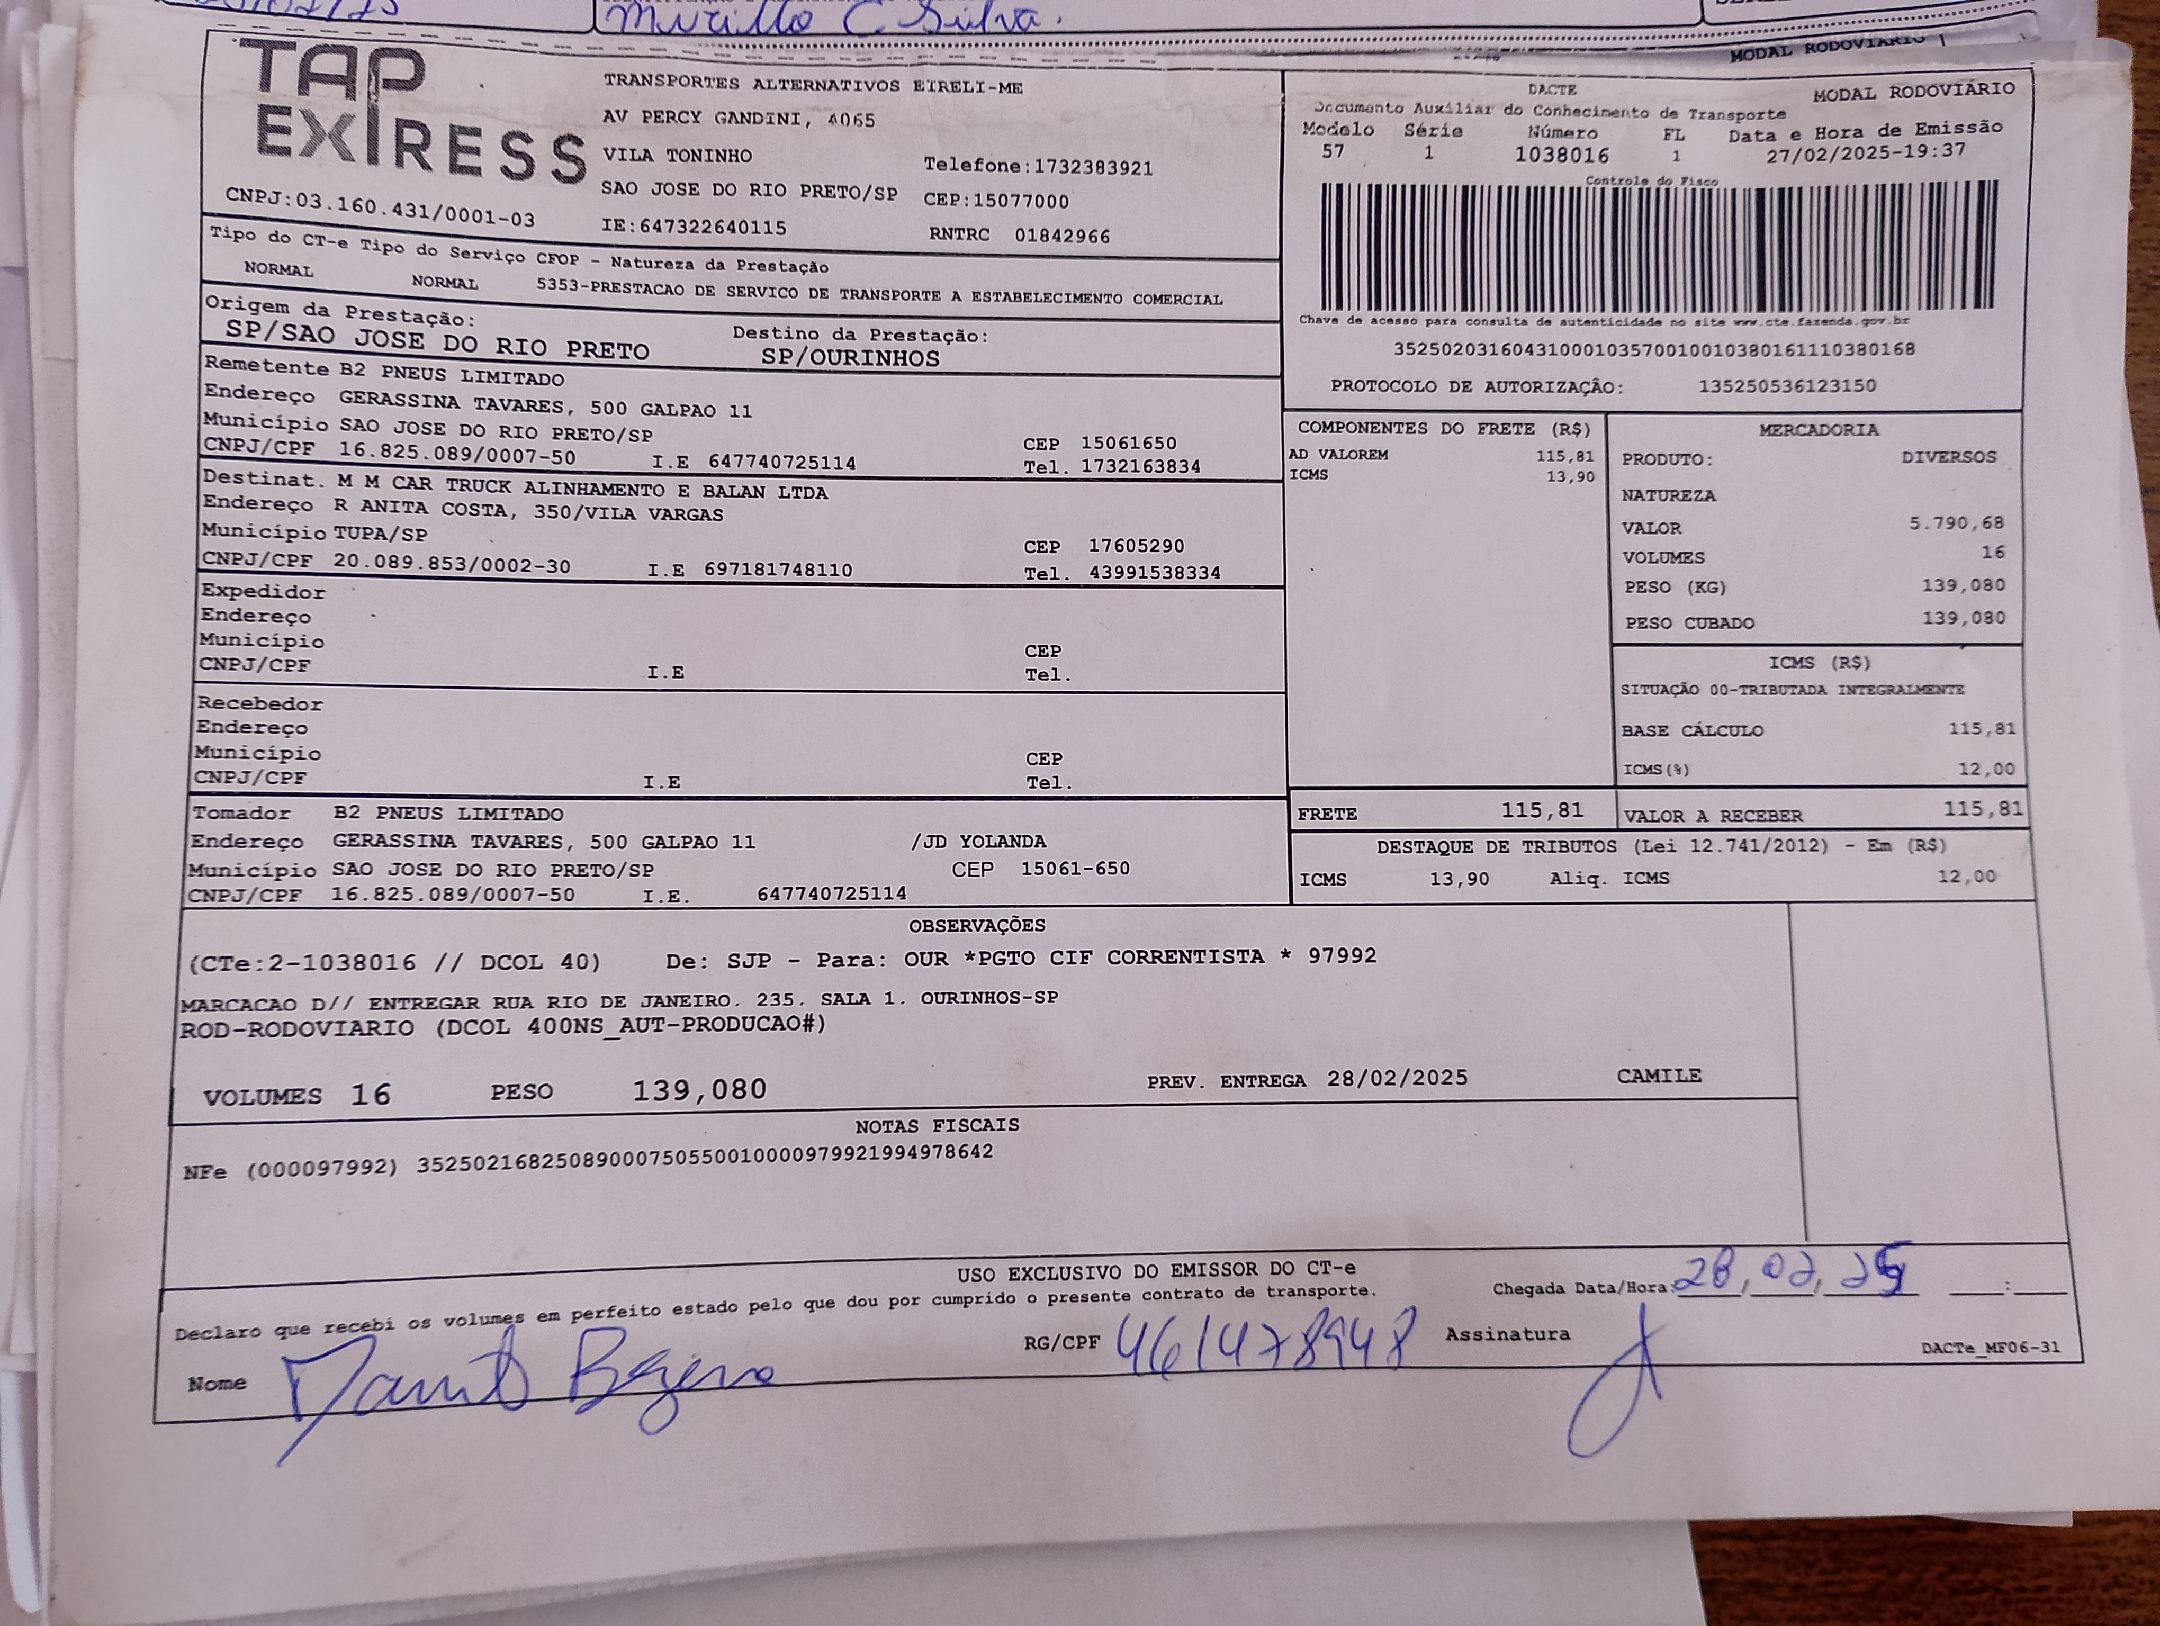 Murillo C Silva.
MODAL RODOVIÁRIO
TAP
EXPRESS
CNPJ:03.160.431/0001-03
TRANSPORTES ALTERNATIVOS EIRELI-ME
AV PERCY GANDINI, 4065
VILA TONINHO
Telefone:1732383921
SAO JOSE DO RIO PRETO/SP CEP:15077000
IE:647322640115 RNTRC 01842966
DACTE MODAL RODOVIÁRIO
Documento Auxiliar do Conhecimento de Transporte
Modelo Série Número FL Data e Hora de Emissão
57 1 1038016 1 27/02/2025-19:37
Controle do Fisco
Chave de acesso para consulta de autenticidade no site www.cte.fazenda.gov.br
35250203160431000103570010010380161110380168
PROTOCOLO DE AUTORIZAÇÃO: 135250536123150
Tipo do CT-e Tipo do Serviço CFOP - Natureza da Prestação
NORMAL NORMAL 5353-PRESTACAO DE SERVICO DE TRANSPORTE A ESTABELECIMENTO COMERCIAL
Origem da Prestação: Destino da Prestação:
SP/SAO JOSE DO RIO PRETO SP/OURINHOS
Remetente B2 PNEUS LIMITADO
Endereço GERASSINA TAVARES, 500 GALPAO 11
Município SAO JOSE DO RIO PRETO/SP CEP 15061650
CNPJ/CPF 16.825.089/0007-50 I.E 647740725114 Tel. 1732163834
Destinat. M M CAR TRUCK ALINHAMENTO E BALAN LTDA
Endereço R ANITA COSTA, 350/VILA VARGAS
Município TUPA/SP CEP 17605290
CNPJ/CPF 20.089.853/0002-30 I.E 697181748110 Tel. 43991538334
Expedidor
Endereço
Município CEP
CNPJ/CPF I.E Tel.
Recebedor
Endereço
Município CEP
CNPJ/CPF I.E Tel.
Tomador B2 PNEUS LIMITADO
Endereço GERASSINA TAVARES, 500 GALPAO 11 /JD YOLANDA
Município SAO JOSE DO RIO PRETO/SP CEP 15061-650
CNPJ/CPF 16.825.089/0007-50 I.E. 647740725114
COMPONENTES DO FRETE (R$)
AD VALOREM 115,81
ICMS 13,90
MERCADORIA
PRODUTO: DIVERSOS
NATUREZA
VALOR 5.790,68
VOLUMES 16
PESO (KG) 139,080
PESO CUBADO 139,080
ICMS (R$)
SITUAÇÃO 00-TRIBUTADA INTEGRALMENTE
BASE CÁLCULO 115,81
ICMS(%) 12,00
FRETE 115,81 VALOR A RECEBER 115,81
DESTAQUE DE TRIBUTOS (Lei 12.741/2012) - Em (R$)
ICMS 13,90 Aliq. ICMS 12,00
OBSERVAÇÕES
(CTe:2-1038016 // DCOL 40) De: SJP - Para: OUR *PGTO CIF CORRENTISTA * 97992
MARCACAO D// ENTREGAR RUA RIO DE JANEIRO. 235. SALA 1. OURINHOS-SP
ROD-RODOVIARIO (DCOL 400NS_AUT-PRODUCAO#)
VOLUMES 16 PESO 139,080 PREV. ENTREGA 28/02/2025 CAMILE
NOTAS FISCAIS
NFe (000097992) 35250216825089000750550010000979921994978642
USO EXCLUSIVO DO EMISSOR DO CT-e
Declaro que recebi os volumes em perfeito estado pelo que dou por cumprido o presente contrato de transporte.
Chegada Data/Hora: 28,02,25 :
Nome RG/CPF 461478948 Assinatura
DACTe_MF06-31